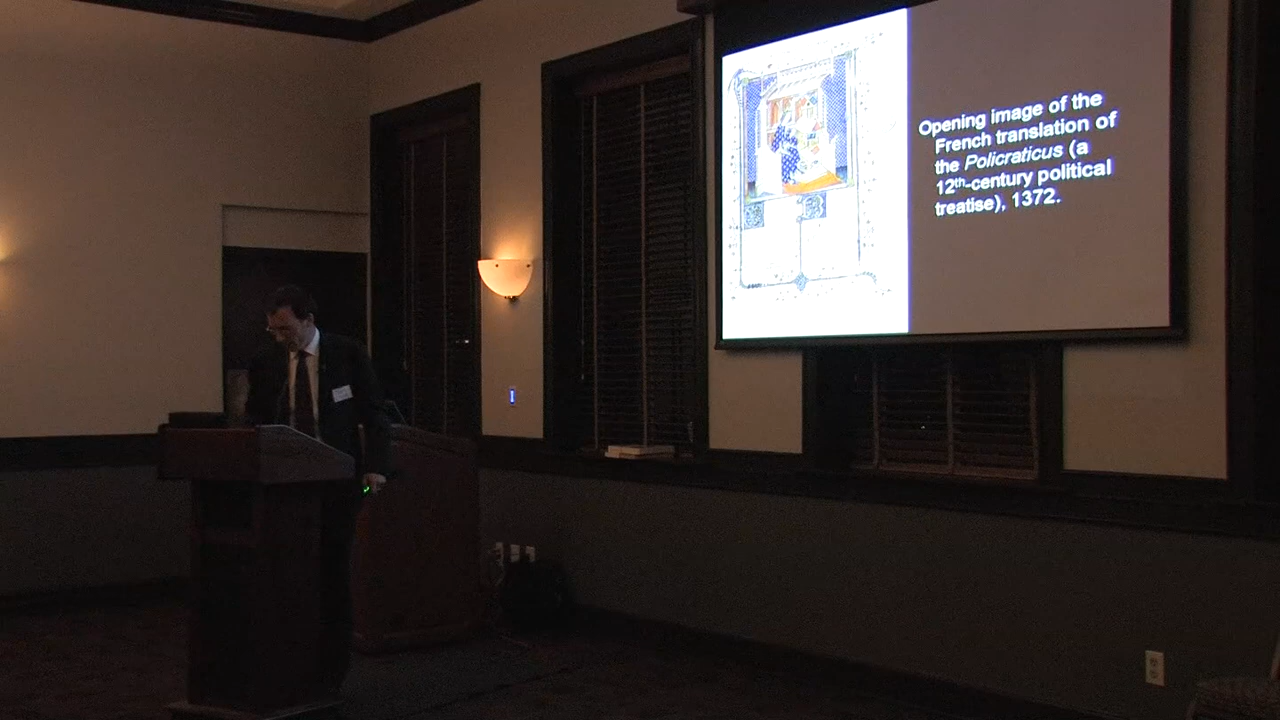 Opening image of the
French translation of
the Policraticus (a
12th-century political
treatise), 1372.